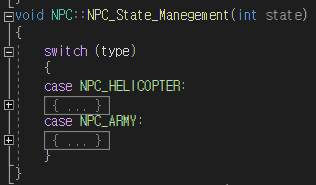 void NPC::NPC_State_Manegement(int state)
{
switch (type)
{
case NPC_HELICOPTER:
{ ... }
case NPC_ARMY:
{ ... }
}
}